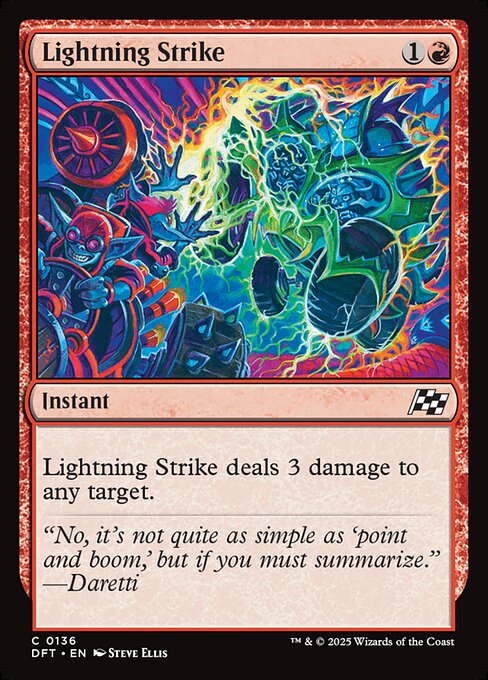 Lightning Strike 1
Instant
Lightning Strike deals 3 damage to
any target.
“No, it’s not quite as simple as ‘point
and boom,’ but if you must summarize.”
—Daretti
C 0136
DFT • EN Steve Ellis
™ & © 2025 Wizards of the Coast